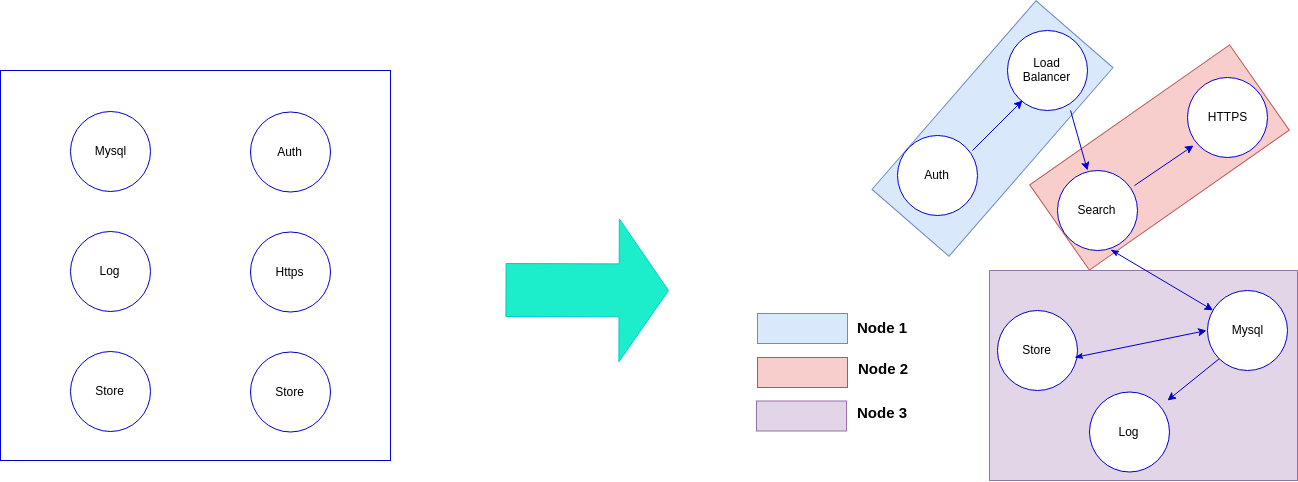 Mysql
Auth
Log
Https
Store
Store
Load
Balancer
Auth
HTTPS
Search
Node 1
Node 2
Node 3
Store
Mysql
Log